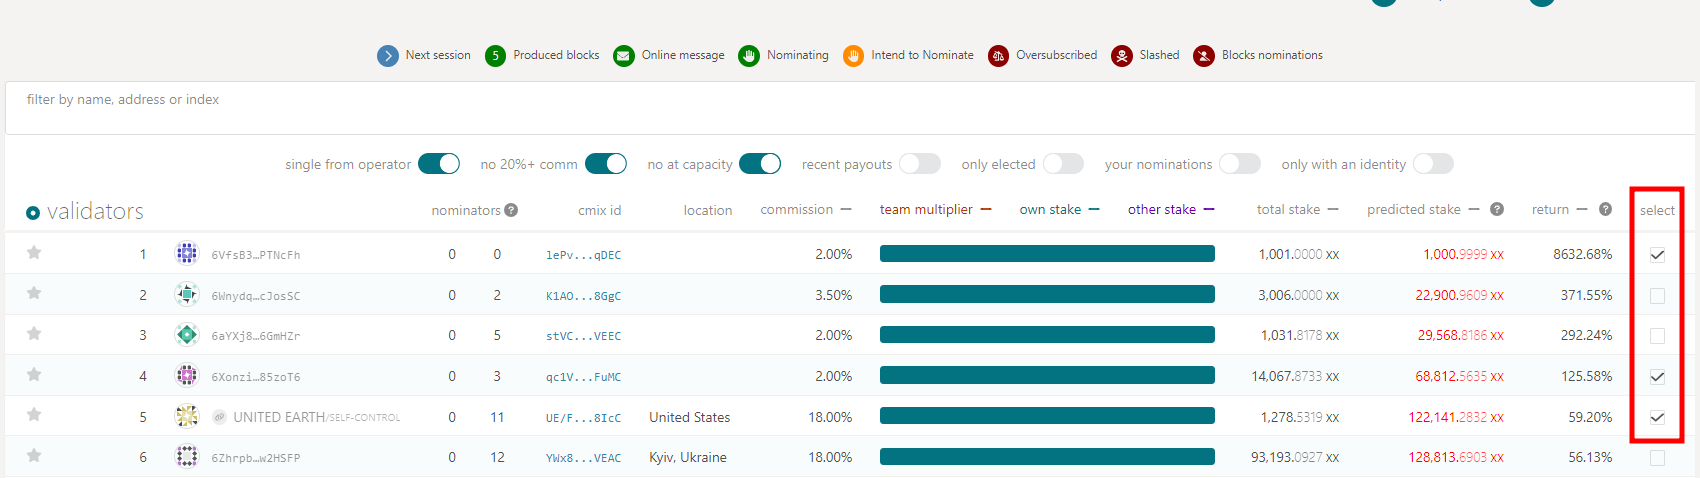 Next session 5 Produced blocks Online message Nominating Intend to Nominate Oversubscribed Slashed Blocks nominations
filter by name, address or index
single from operator no 20%+ comm no at capacity recent payouts only elected your nominations only with an identity
validators nominators ? cmix id location commission team multiplier own stake other stake total stake predicted stake ? return ? select
1 6VfsB3…PTNcFh 0 0 lePv...qDEC 2.00% 1,001.0000 XX 1,000.9999 XX 8632.68%
2 6Wnydq…cJosSC 0 2 K1AO...8GgC 3.50% 3,006.0000 XX 22,900.9609 XX 371.55%
3 6aYXj8…6GmHZr 0 5 stVC...VEEC 2.00% 1,031.8178 XX 29,568.8186 XX 292.24%
4 6Xonzi…85zoT6 0 3 qc1V...FuMC 2.00% 14,067.8733 XX 68,812.5635 XX 125.58%
5 UNITED EARTH/SELF-CONTROL 0 11 UE/F...8IcC United States 18.00% 1,278.5319 XX 122,141.2832 XX 59.20%
6 6Zhrpb…w2HSFP 0 12 YWx8...VEAC Kyiv, Ukraine 18.00% 93,193.0927 XX 128,813.6903 XX 56.13%